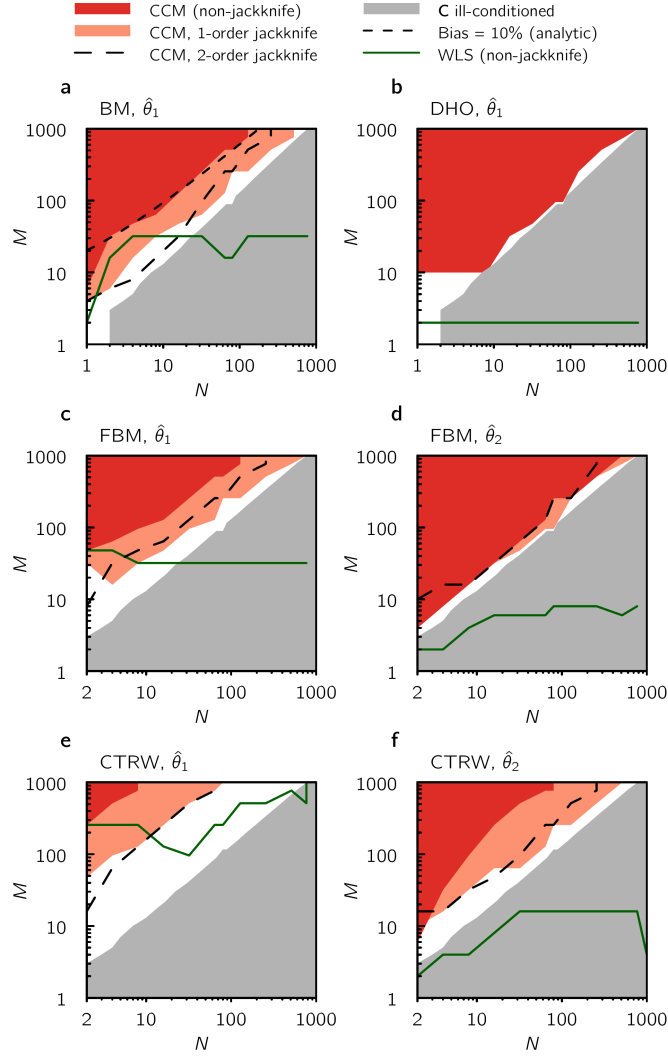 CCM (non-jackknife)
CCM, 1-order jackknife
CCM, 2-order jackknife
C ill-conditioned
Bias = 10% (analytic)
WLS (non-jackknife)
a
BM, θ̂₁
M
1000
100
10
1
1 10 100 1000
N
b
DHO, θ̂₁
M
1000
100
10
1
1 10 100 1000
N
c
FBM, θ̂₁
M
1000
100
10
1
2 10 100 1000
N
d
FBM, θ̂₂
M
1000
100
10
1
2 10 100 1000
N
e
CTRW, θ̂₁
M
1000
100
10
1
2 10 100 1000
N
f
CTRW, θ̂₂
M
1000
100
10
1
2 10 100 1000
N